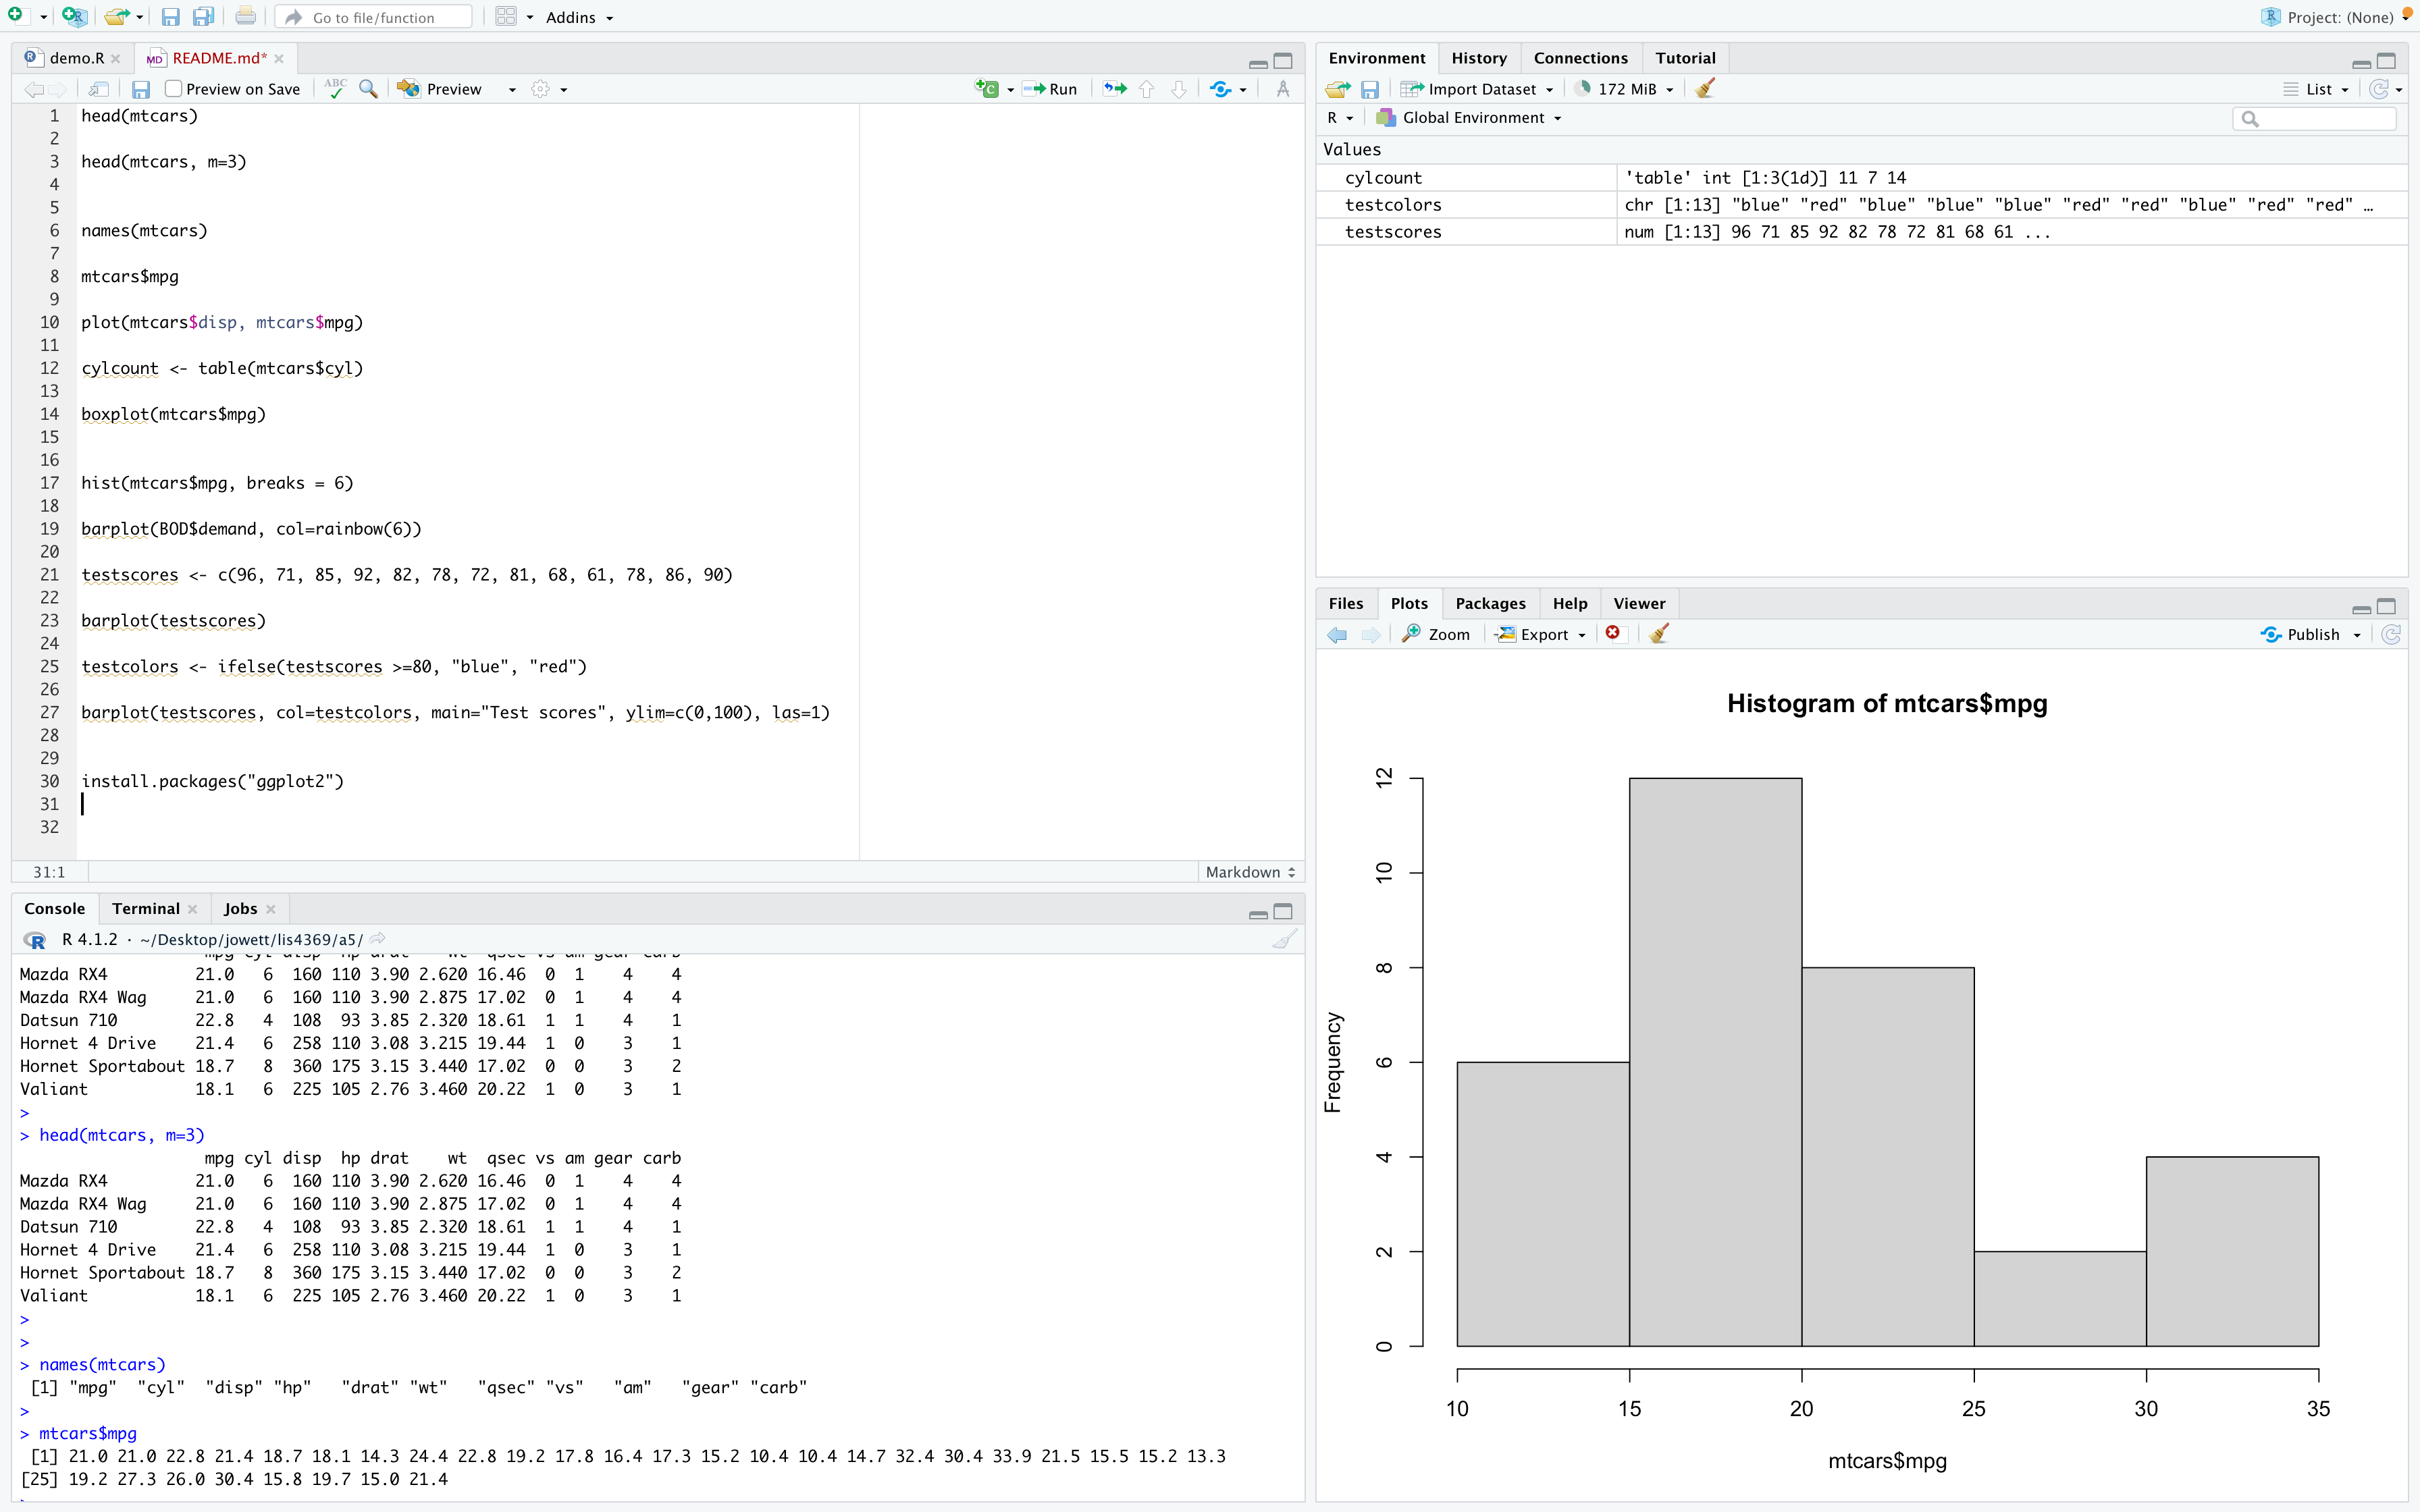 Go to file/function
Addins
Project: (None)
demo.R
README.md*
Preview on Save
ABC
Preview
Run
1 head(mtcars)
2
3 head(mtcars, m=3)
4
5
6 names(mtcars)
7
8 mtcars$mpg
9
10 plot(mtcars$disp, mtcars$mpg)
11
12 cylcount <- table(mtcars$cyl)
13
14 boxplot(mtcars$mpg)
15
16
17 hist(mtcars$mpg, breaks = 6)
18
19 barplot(BOD$demand, col=rainbow(6))
20
21 testscores <- c(96, 71, 85, 92, 82, 78, 72, 81, 68, 61, 78, 86, 90)
22
23 barplot(testscores)
24
25 testcolors <- ifelse(testscores >=80, "blue", "red")
26
27 barplot(testscores, col=testcolors, main="Test scores", ylim=c(0,100), las=1)
28
29
30 install.packages("ggplot2")
31
32
31:1
Markdown
Console Terminal Jobs
R 4.1.2 · ~/Desktop/jowett/lis4369/a5/
mpg cyl disp hp drat wt qsec vs am gear carb
Mazda RX4 21.0 6 160 110 3.90 2.620 16.46 0 1 4 4
Mazda RX4 Wag 21.0 6 160 110 3.90 2.875 17.02 0 1 4 4
Datsun 710 22.8 4 108 93 3.85 2.320 18.61 1 1 4 1
Hornet 4 Drive 21.4 6 258 110 3.08 3.215 19.44 1 0 3 1
Hornet Sportabout 18.7 8 360 175 3.15 3.440 17.02 0 0 3 2
Valiant 18.1 6 225 105 2.76 3.460 20.22 1 0 3 1
>
> head(mtcars, m=3)
mpg cyl disp hp drat wt qsec vs am gear carb
Mazda RX4 21.0 6 160 110 3.90 2.620 16.46 0 1 4 4
Mazda RX4 Wag 21.0 6 160 110 3.90 2.875 17.02 0 1 4 4
Datsun 710 22.8 4 108 93 3.85 2.320 18.61 1 1 4 1
Hornet 4 Drive 21.4 6 258 110 3.08 3.215 19.44 1 0 3 1
Hornet Sportabout 18.7 8 360 175 3.15 3.440 17.02 0 0 3 2
Valiant 18.1 6 225 105 2.76 3.460 20.22 1 0 3 1
>
>
> names(mtcars)
[1] "mpg" "cyl" "disp" "hp" "drat" "wt" "qsec" "vs" "am" "gear" "carb"
>
> mtcars$mpg
[1] 21.0 21.0 22.8 21.4 18.7 18.1 14.3 24.4 22.8 19.2 17.8 16.4 17.3 15.2 10.4 10.4 14.7 32.4 30.4 33.9 21.5 15.5 15.2 13.3
[25] 19.2 27.3 26.0 30.4 15.8 19.7 15.0 21.4
Environment History Connections Tutorial
Import Dataset 172 MiB List
R Global Environment
Values
cylcount 'table' int [1:3(1d)] 11 7 14
testcolors chr [1:13] "blue" "red" "blue" "blue" "blue" "red" "red" "blue" "red" "red" …
testscores num [1:13] 96 71 85 92 82 78 72 81 68 61 ...
Files Plots Packages Help Viewer
Zoom Export Publish
Histogram of mtcars$mpg
Frequency
12
10
8
6
4
2
0
10 15 20 25 30 35
mtcars$mpg